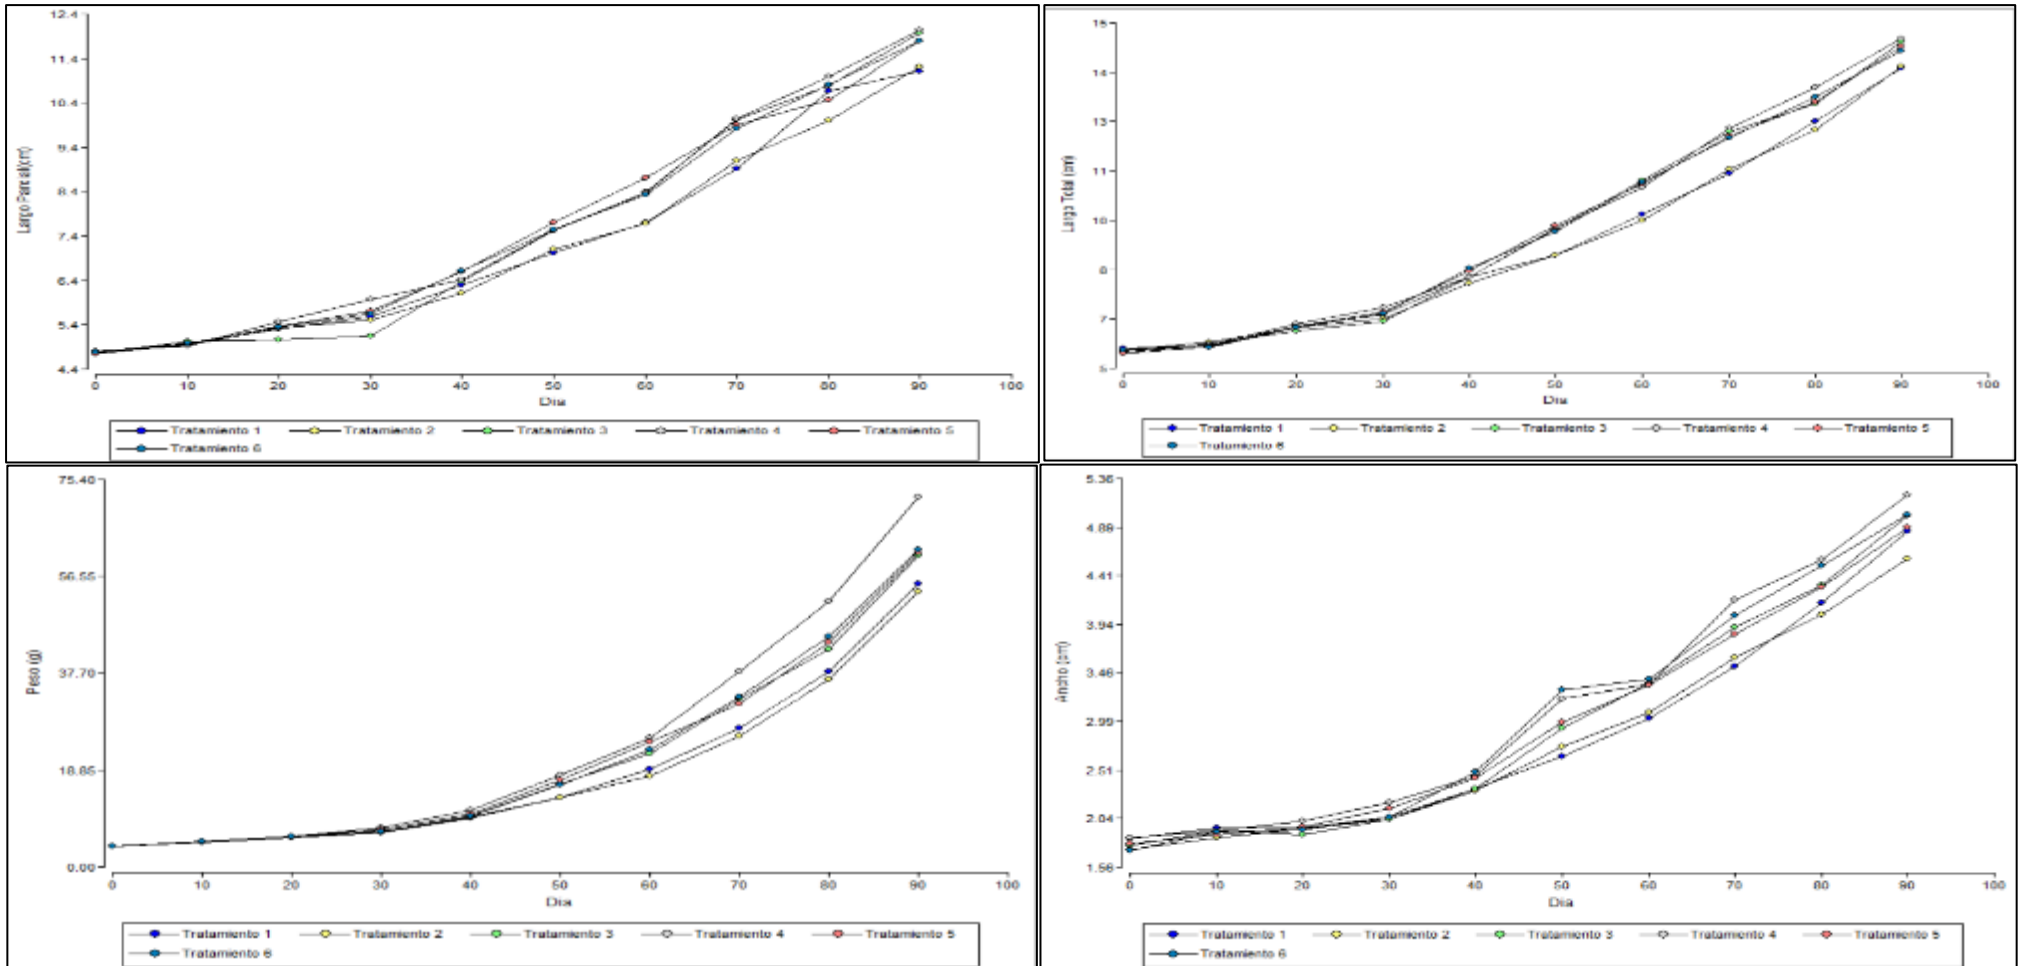 12.4
11.4
10.4
9.4
8.4
7.4
6.4
5.4
4.4
Largo Parcial(cm)
0 10 20 30 40 50 60 70 80 90 100
Dia
Tratamiento 1 Tratamiento 2 Tratamiento 3 Tratamiento 4 Tratamiento 5
Tratamiento 6
15
14
13
11
10
8
7
5
Largo Total (cm)
0 10 20 30 40 50 60 70 80 90 100
Dia
Tratamiento 1 Tratamiento 2 Tratamiento 3 Tratamiento 4 Tratamiento 5
Tratamiento 6
75.40
56.55
37.70
18.85
0.00
Peso (g)
0 10 20 30 40 50 60 70 80 90 100
Dia
Tratamiento 1 Tratamiento 2 Tratamiento 3 Tratamiento 4 Tratamiento 5
Tratamiento 6
5.36
4.88
4.41
3.94
3.46
2.99
2.51
2.04
1.56
Ancho (cm)
0 10 20 30 40 50 60 70 80 90 100
Dia
Tratamiento 1 Tratamiento 2 Tratamiento 3 Tratamiento 4 Tratamiento 5
Tratamiento 6